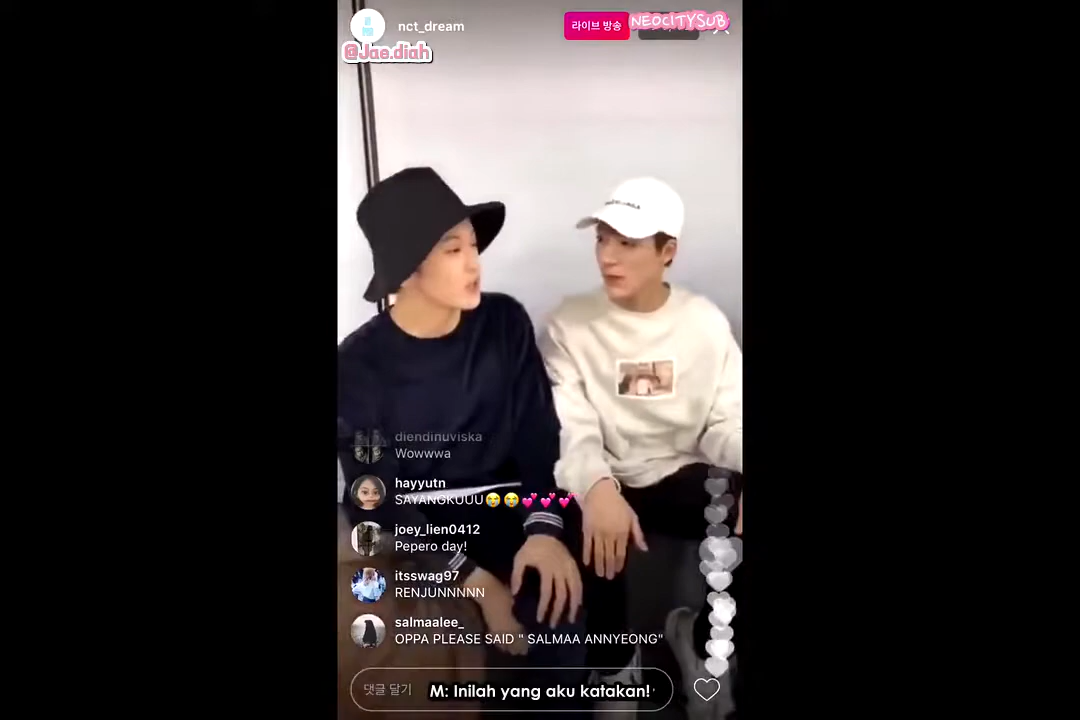 nct_dream
라이브 방송
NEOCITYSUB
@Jae.diah
diendinuviska
Wowwwa
hayyutn
SAYANGKUUU😭😭💕💕💕
joey_lien0412
Pepero day!
itsswag97
RENJUNNNNN
salmaalee_
OPPA PLEASE SAID " SALMAA ANNYEONG"
댓글 달기
M: Inilah yang aku katakan!